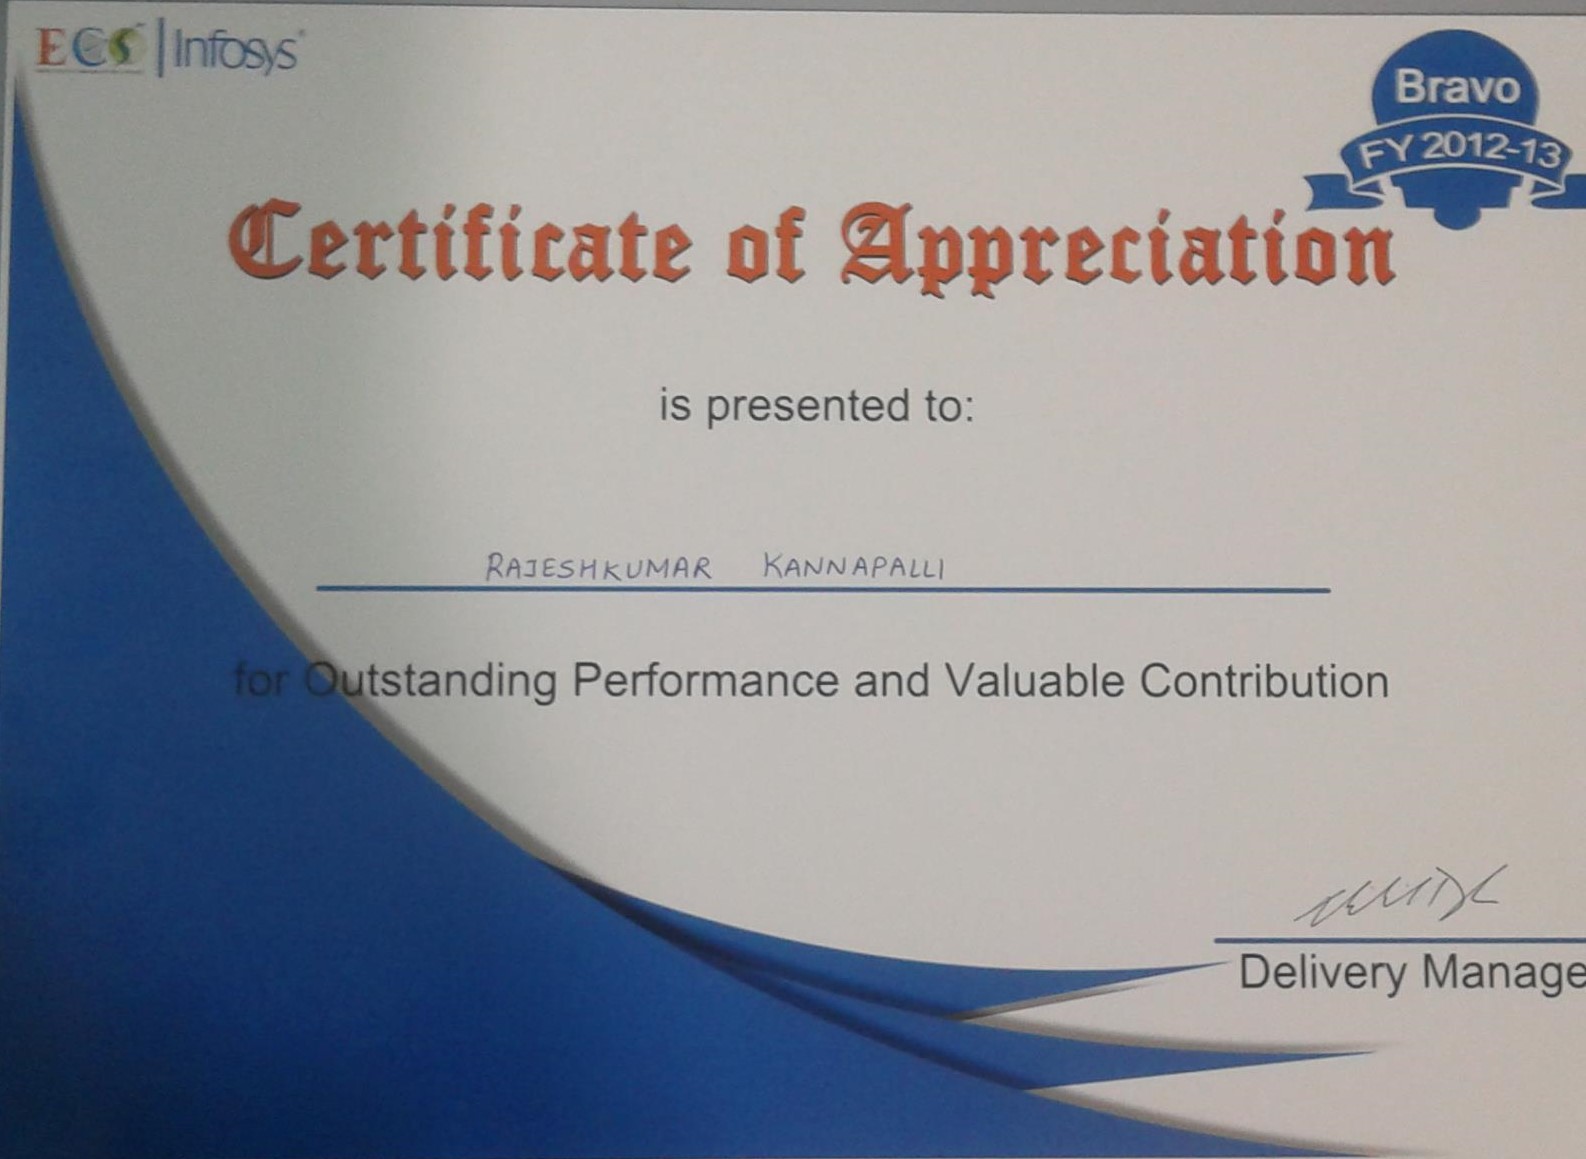 ECS | Infosys
Bravo
FY 2012-13
Certificate of Appreciation
is presented to:
RAJESHKUMAR KANNAPALLI
for Outstanding Performance and Valuable Contribution
Delivery Manage